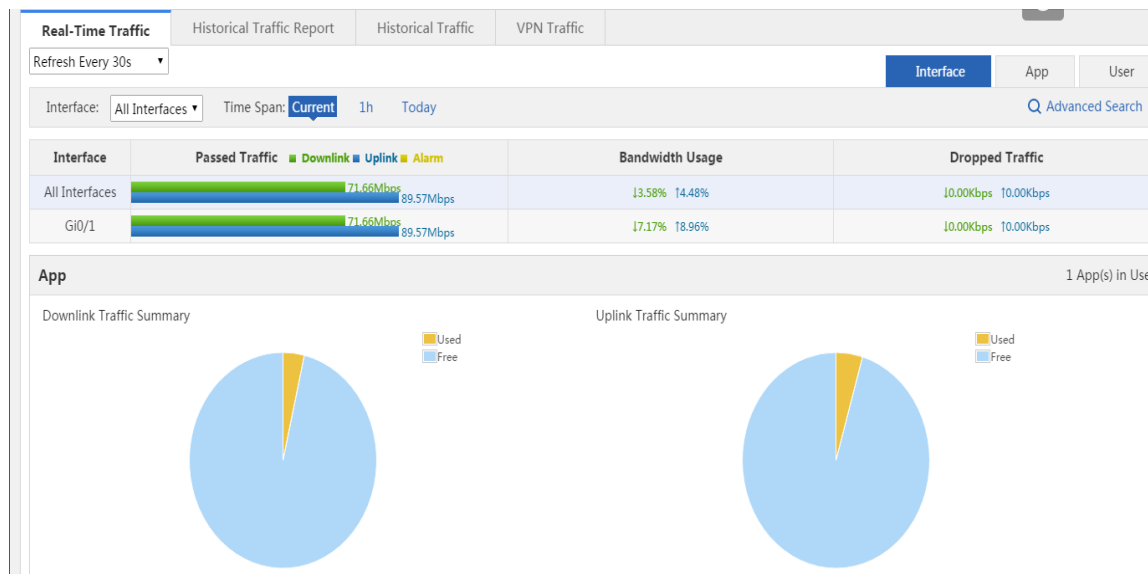 Real-Time Traffic Historical Traffic Report Historical Traffic VPN Traffic
Refresh Every 30s
Interface App User
Interface: All Interfaces Time Span: Current 1h Today Advanced Search
Interface Passed Traffic Downlink Uplink Alarm Bandwidth Usage Dropped Traffic
All Interfaces 71.66Mbps 89.57Mbps ↓3.58% ↑4.48% ↓0.00Kbps ↑0.00Kbps
Gi0/1 71.66Mbps 89.57Mbps ↓7.17% ↑8.96% ↓0.00Kbps ↑0.00Kbps
App 1 App(s) in Use
Downlink Traffic Summary Uplink Traffic Summary
Used Used
Free Free